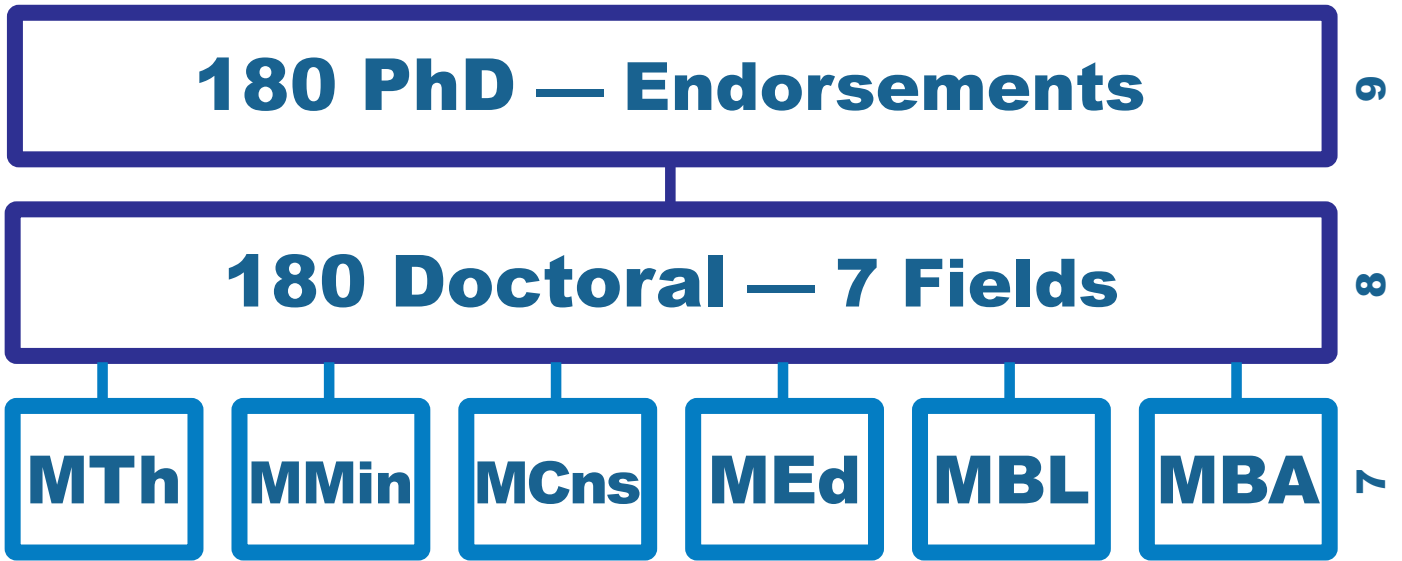 180 PhD — Endorsements
9
180 Doctoral — 7 Fields
8
MTh MMin MCns MEd MBL MBA
7